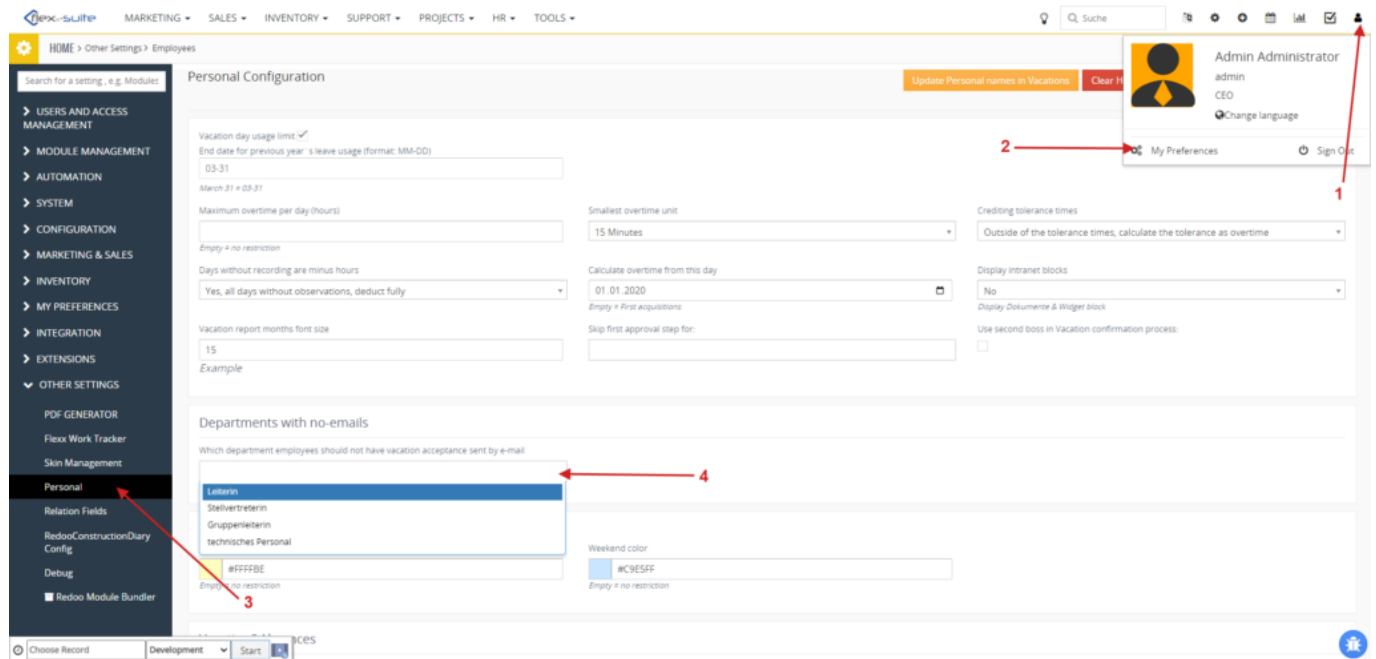 flex-suite MARKETING SALES INVENTORY SUPPORT PROJECTS HR TOOLS Suche
HOME > Other Settings > Employees
Admin Administrator
admin
CEO
Change language
My Preferences Sign Out
1
2
Search for a setting , e.g. Modules
USERS AND ACCESS
MANAGEMENT
MODULE MANAGEMENT
AUTOMATION
SYSTEM
CONFIGURATION
MARKETING & SALES
INVENTORY
MY PREFERENCES
INTEGRATION
EXTENSIONS
OTHER SETTINGS
PDF GENERATOR
Flexx Work Tracker
Skin Management
Personal
Relation Fields
RedooConstructionDiary
Config
Debug
Redoo Module Bundler
3
Personal Configuration
Update Personal names in Vacations Clear H
Vacation day usage limit
End date for previous year`s leave usage (format: MM-DD)
03-31
March 31 = 03-31
Maximum overtime per day (hours) Smallest overtime unit Crediting tolerance times
15 Minutes Outside of the tolerance times, calculate the tolerance as overtime
Empty = no restriction
Days without recording are minus hours Calculate overtime from this day Display intranet blocks
Yes, all days without observations, deduct fully 01.01.2020 No
Empty = First acquisitions Display Dokumente & Widget block
Vacation report months font size Skip first approval step for: Use second boss in Vacation confirmation process:
15
Example
Departments with no-emails
Which department employees should not have vacation acceptance sent by e-mail
4
Leiterin
Stellvertreterin
Gruppenleiterin
technisches Personal
Weekend color
#FFFFBE #C9E5FF
Empty = no restriction Empty = no restriction
Choose Record Development Start